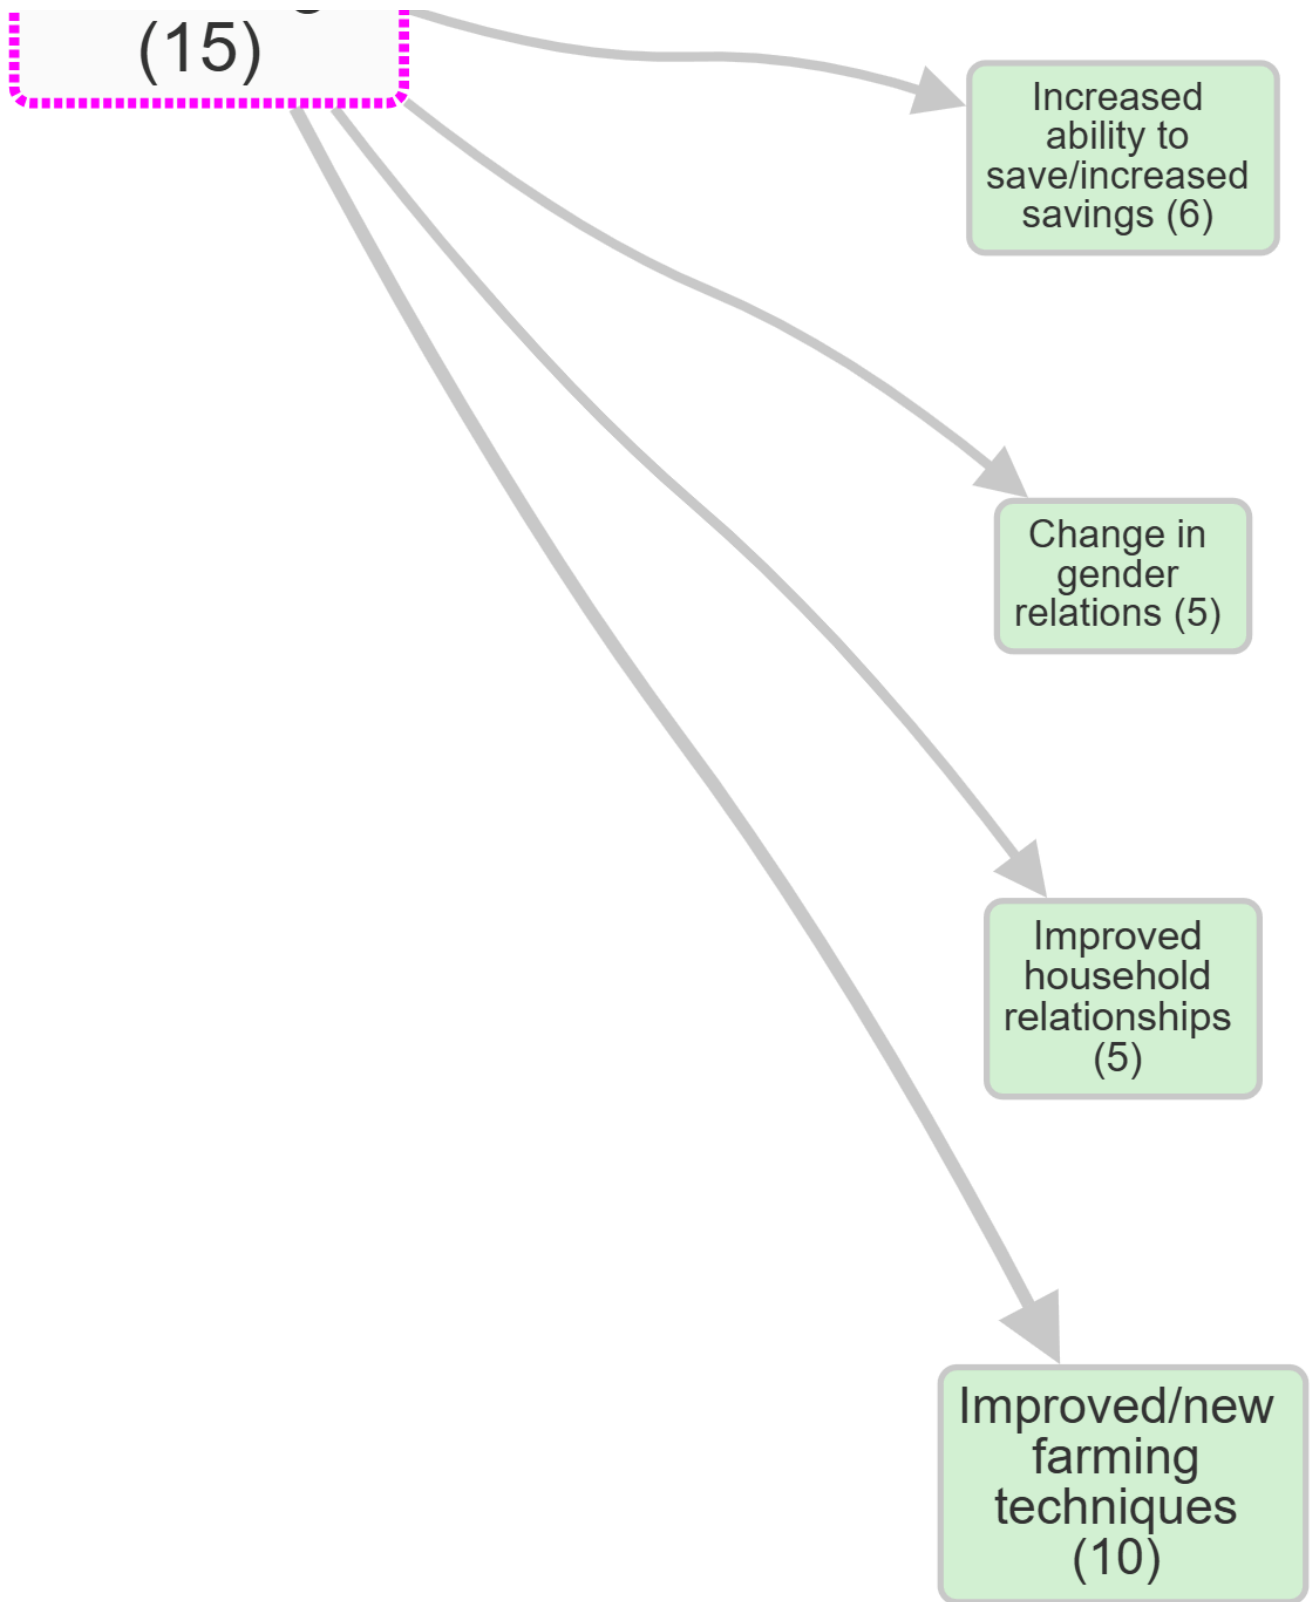 (15)
Increased
ability to
save/increased
savings (6)
Change in
gender
relations (5)
Improved
household
relationships
(5)
Improved/new
farming
techniques
(10)